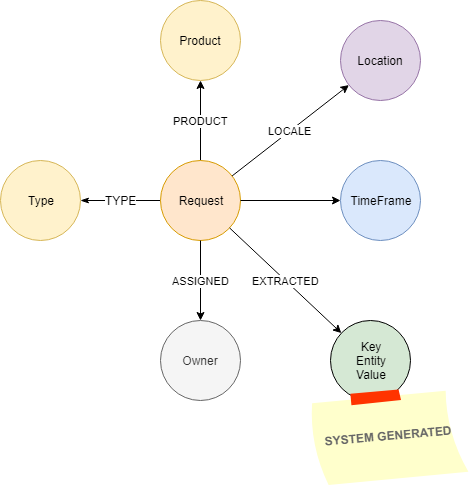 Product
Location
PRODUCT
LOCALE
Type
TYPE
Request
TimeFrame
ASSIGNED
EXTRACTED
Owner
Key
Entity
Value
SYSTEM GENERATED